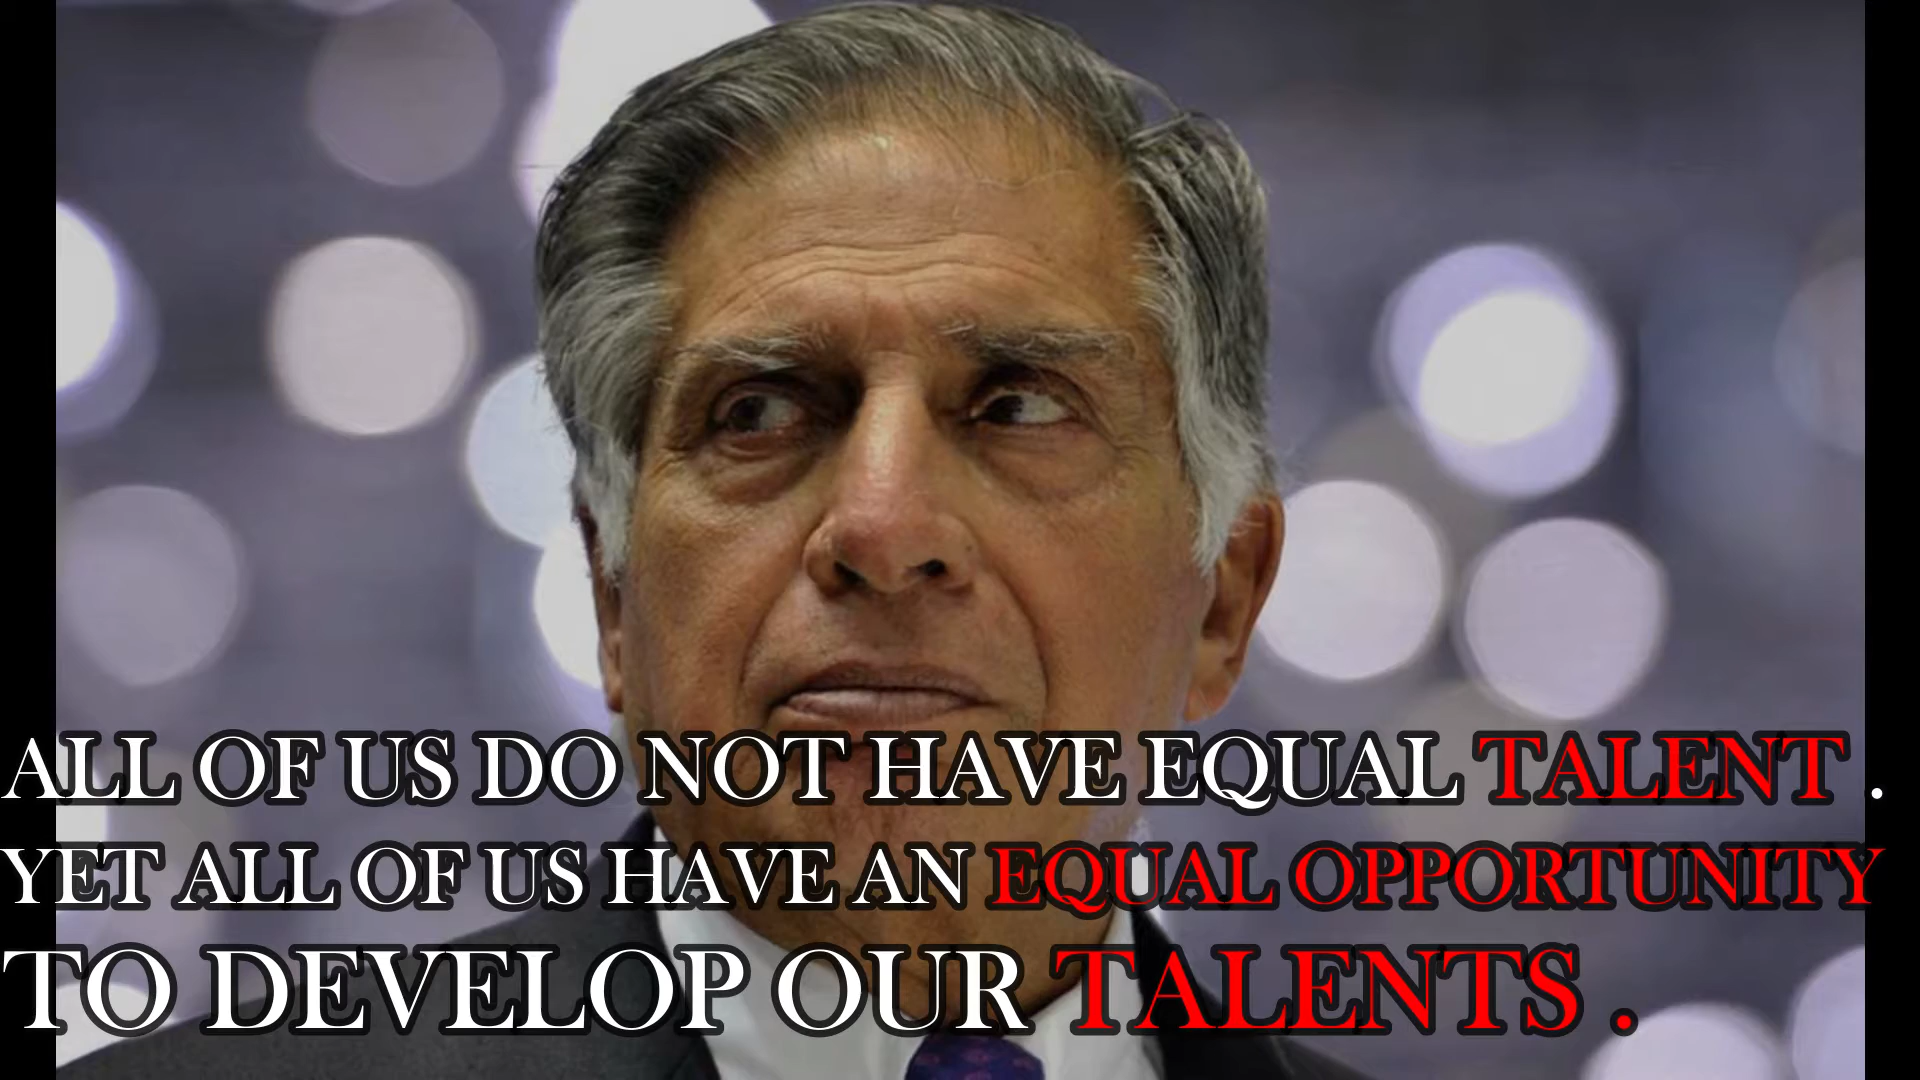 ALL OF US DO NOT HAVE EQUAL TALENT .
YET ALL OF US HAVE AN EQUAL OPPORTUNITY
TO DEVELOP OUR TALENTS .